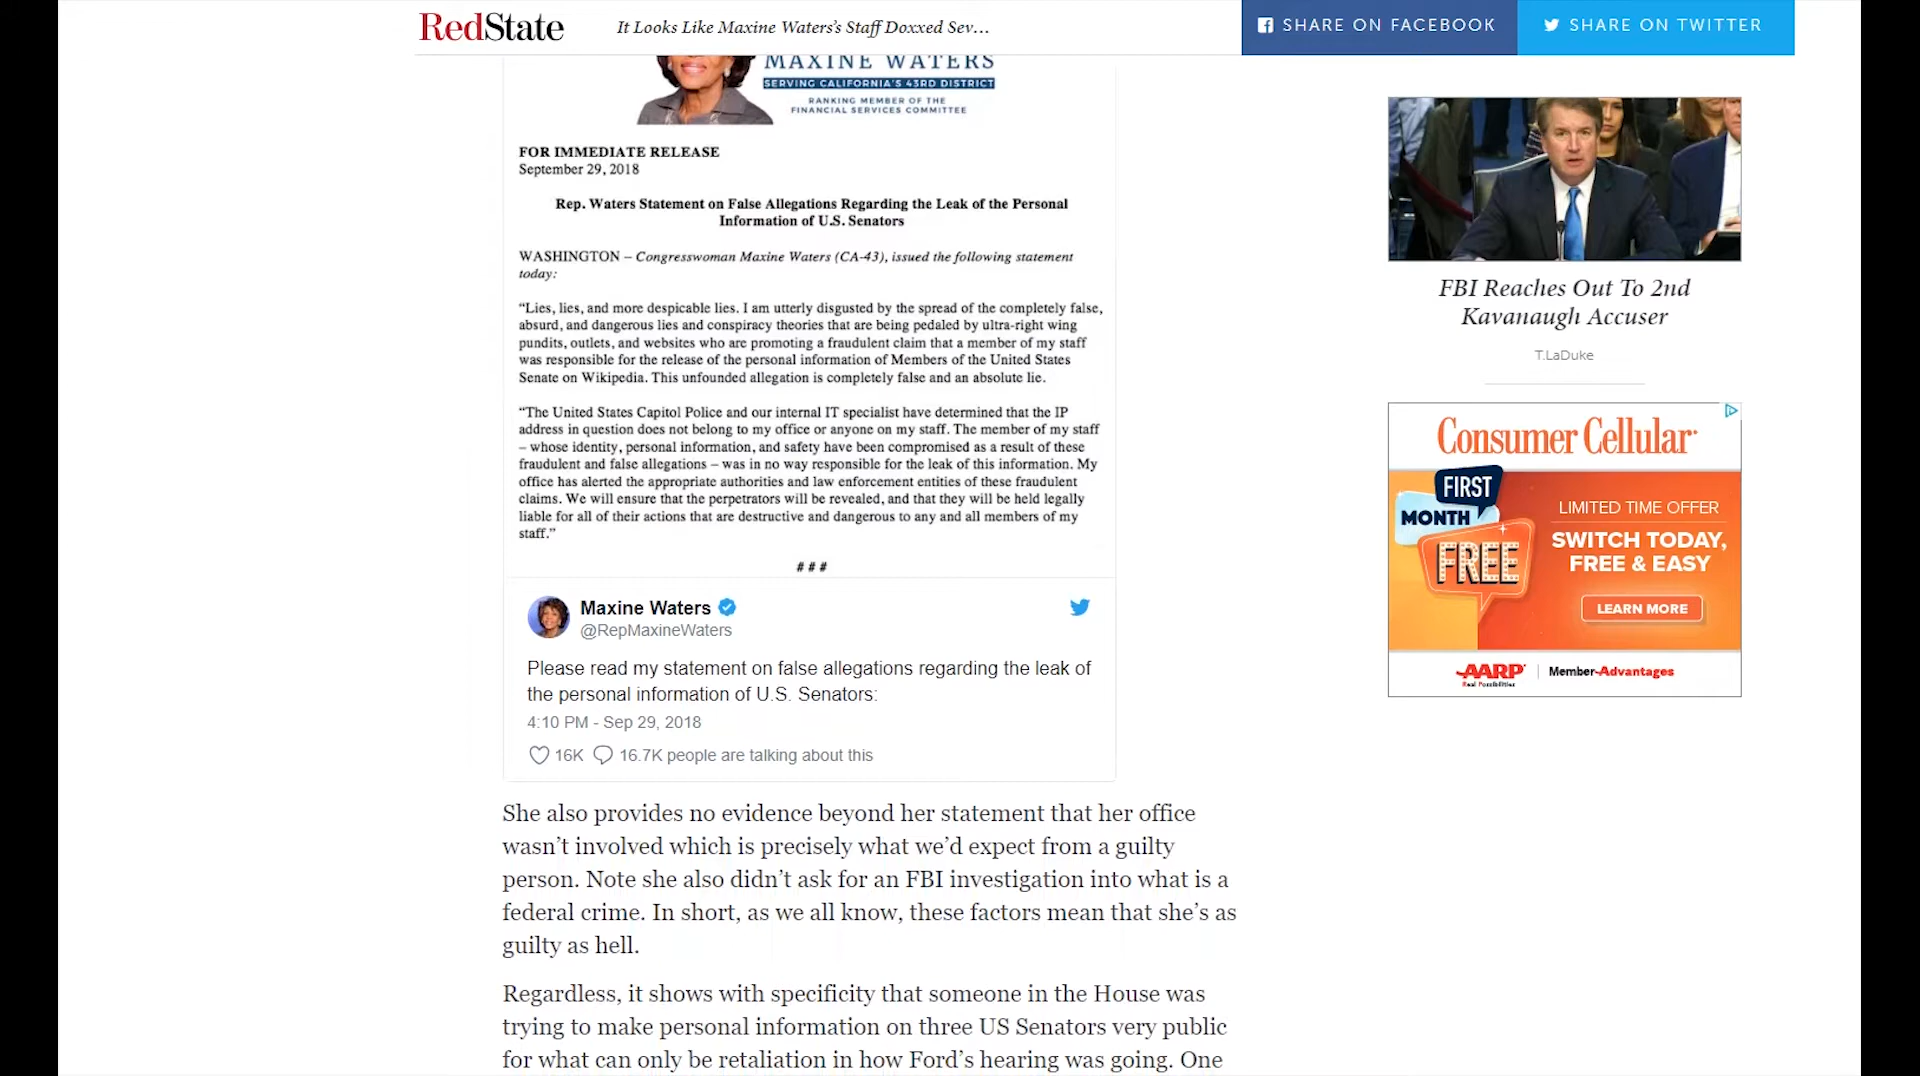 RedState
It Looks Like Maxine Waters's Staff Doxxed Sev...
SHARE ON FACEBOOK
SHARE ON TWITTER
MAXINE WATERS
SERVING CALIFORNIA'S 43RD DISTRICT
RANKING MEMBER OF THE
FINANCIAL SERVICES COMMITTEE
FOR IMMEDIATE RELEASE
September 29, 2018
Rep. Waters Statement on False Allegations Regarding the Leak of the Personal
Information of U.S. Senators
WASHINGTON – Congresswoman Maxine Waters (CA-43), issued the following statement
today:
“Lies, lies, and more despicable lies. I am utterly disgusted by the spread of the completely false,
absurd, and dangerous lies and conspiracy theories that are being pedaled by ultra-right wing
pundits, outlets, and websites who are promoting a fraudulent claim that a member of my staff
was responsible for the release of the personal information of Members of the United States
Senate on Wikipedia. This unfounded allegation is completely false and an absolute lie.
“The United States Capitol Police and our internal IT specialist have determined that the IP
address in question does not belong to my office or anyone on my staff. The member of my staff
– whose identity, personal information, and safety have been compromised as a result of these
fraudulent and false allegations – was in no way responsible for the leak of this information. My
office has alerted the appropriate authorities and law enforcement entities of these fraudulent
claims. We will ensure that the perpetrators will be revealed, and that they will be held legally
liable for all of their actions that are destructive and dangerous to any and all members of my
staff.”
# # #
Maxine Waters
@RepMaxineWaters
Please read my statement on false allegations regarding the leak of
the personal information of U.S. Senators:
4:10 PM - Sep 29, 2018
16K 16.7K people are talking about this
She also provides no evidence beyond her statement that her office
wasn’t involved which is precisely what we’d expect from a guilty
person. Note she also didn’t ask for an FBI investigation into what is a
federal crime. In short, as we all know, these factors mean that she’s as
guilty as hell.
Regardless, it shows with specificity that someone in the House was
trying to make personal information on three US Senators very public
for what can only be retaliation in how Ford’s hearing was going. One
FBI Reaches Out To 2nd
Kavanaugh Accuser
T.LaDuke
Consumer Cellular
FIRST
MONTH
FREE
LIMITED TIME OFFER
SWITCH TODAY,
FREE & EASY
LEARN MORE
AARP
Real Possibilities
Member-Advantages